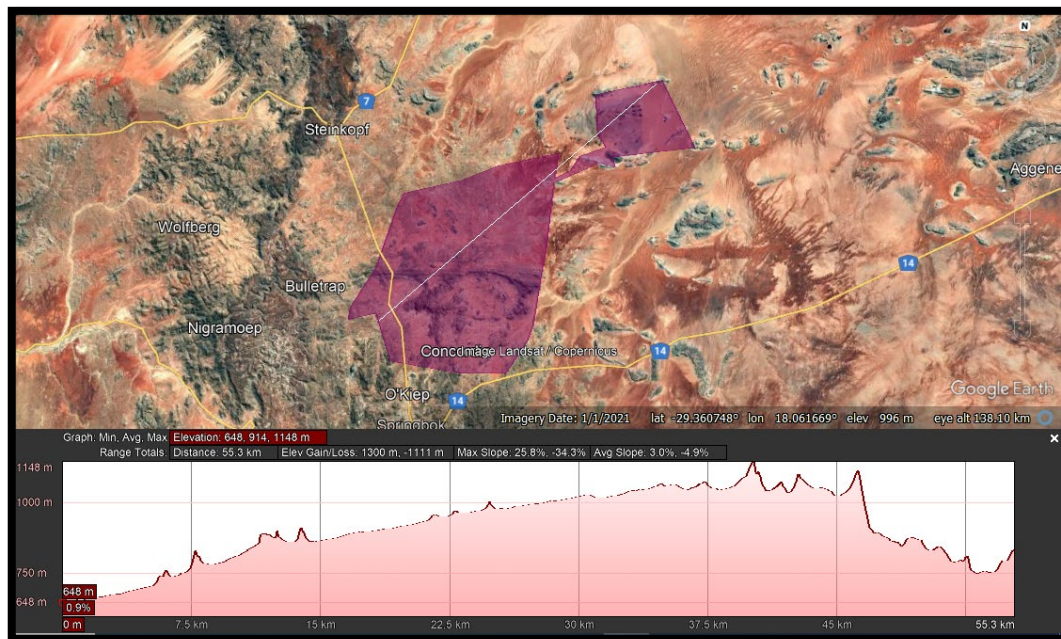 N
7
Steinkopf
Aggene
Wolfberg
14
Bulletrap
Nigramoep
14
Image Landsat / Copernicus
O'Kiep
Google Earth
14
Springbok
Imagery Date: 1/1/2021 lat -29.360748° lon 18.061669° elev 996 m eye alt 138.10 km
Graph: Min, Avg, Max Elevation: 648, 914, 1148 m
Range Totals: Distance: 55.3 km Elev Gain/Loss: 1300 m, -1111 m Max Slope: 25.8%, -34.3% Avg Slope: 3.0%, -4.9%
1148 m
1000 m
750 m
648 m
648 m
0.9%
0 m 7.5 km 15 km 22.5 km 30 km 37.5 km 45 km 55.3 km